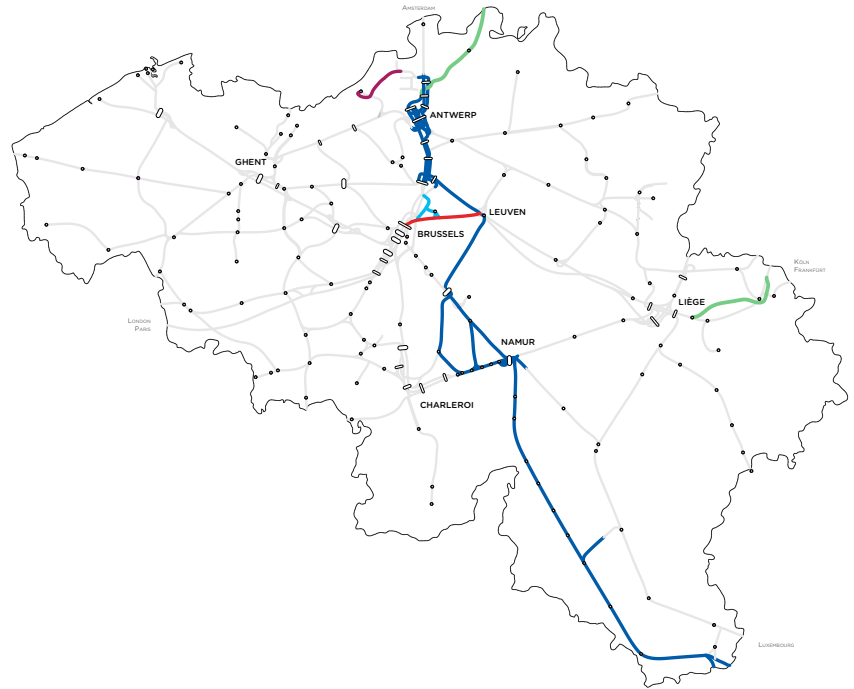 Amsterdam
ANTWERP
GHENT
LEUVEN
BRUSSELS
Köln
Frankfort
LIÈGE
London
Paris
NAMUR
CHARLEROI
Luxembourg